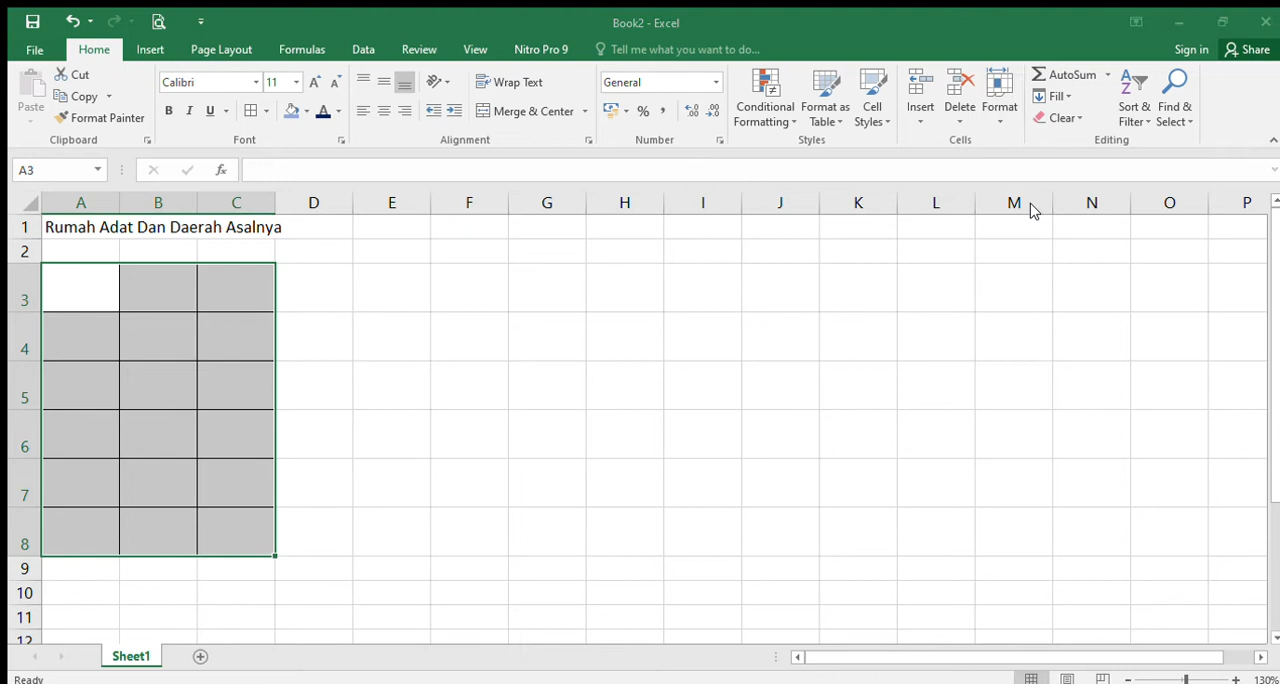 Book2 - Excel
File Home Insert Page Layout Formulas Data Review View Nitro Pro 9 Tell me what you want to do... Sign in Share
Paste Cut
Copy
Format Painter
Clipboard
Calibri 11
B I U
Font
Wrap Text
Merge & Center
Alignment
General
%
Number
Conditional Formatting
Format as Table
Cell Styles
Styles
Insert Delete Format
Cells
AutoSum
Fill
Clear
Sort & Filter
Find & Select
Editing
A3 fx
A B C D E F G H I J K L M N O P
1 Rumah Adat Dan Daerah Asalnya
2
3
4
5
6
7
8
9
10
11
12
Sheet1
Ready 130%